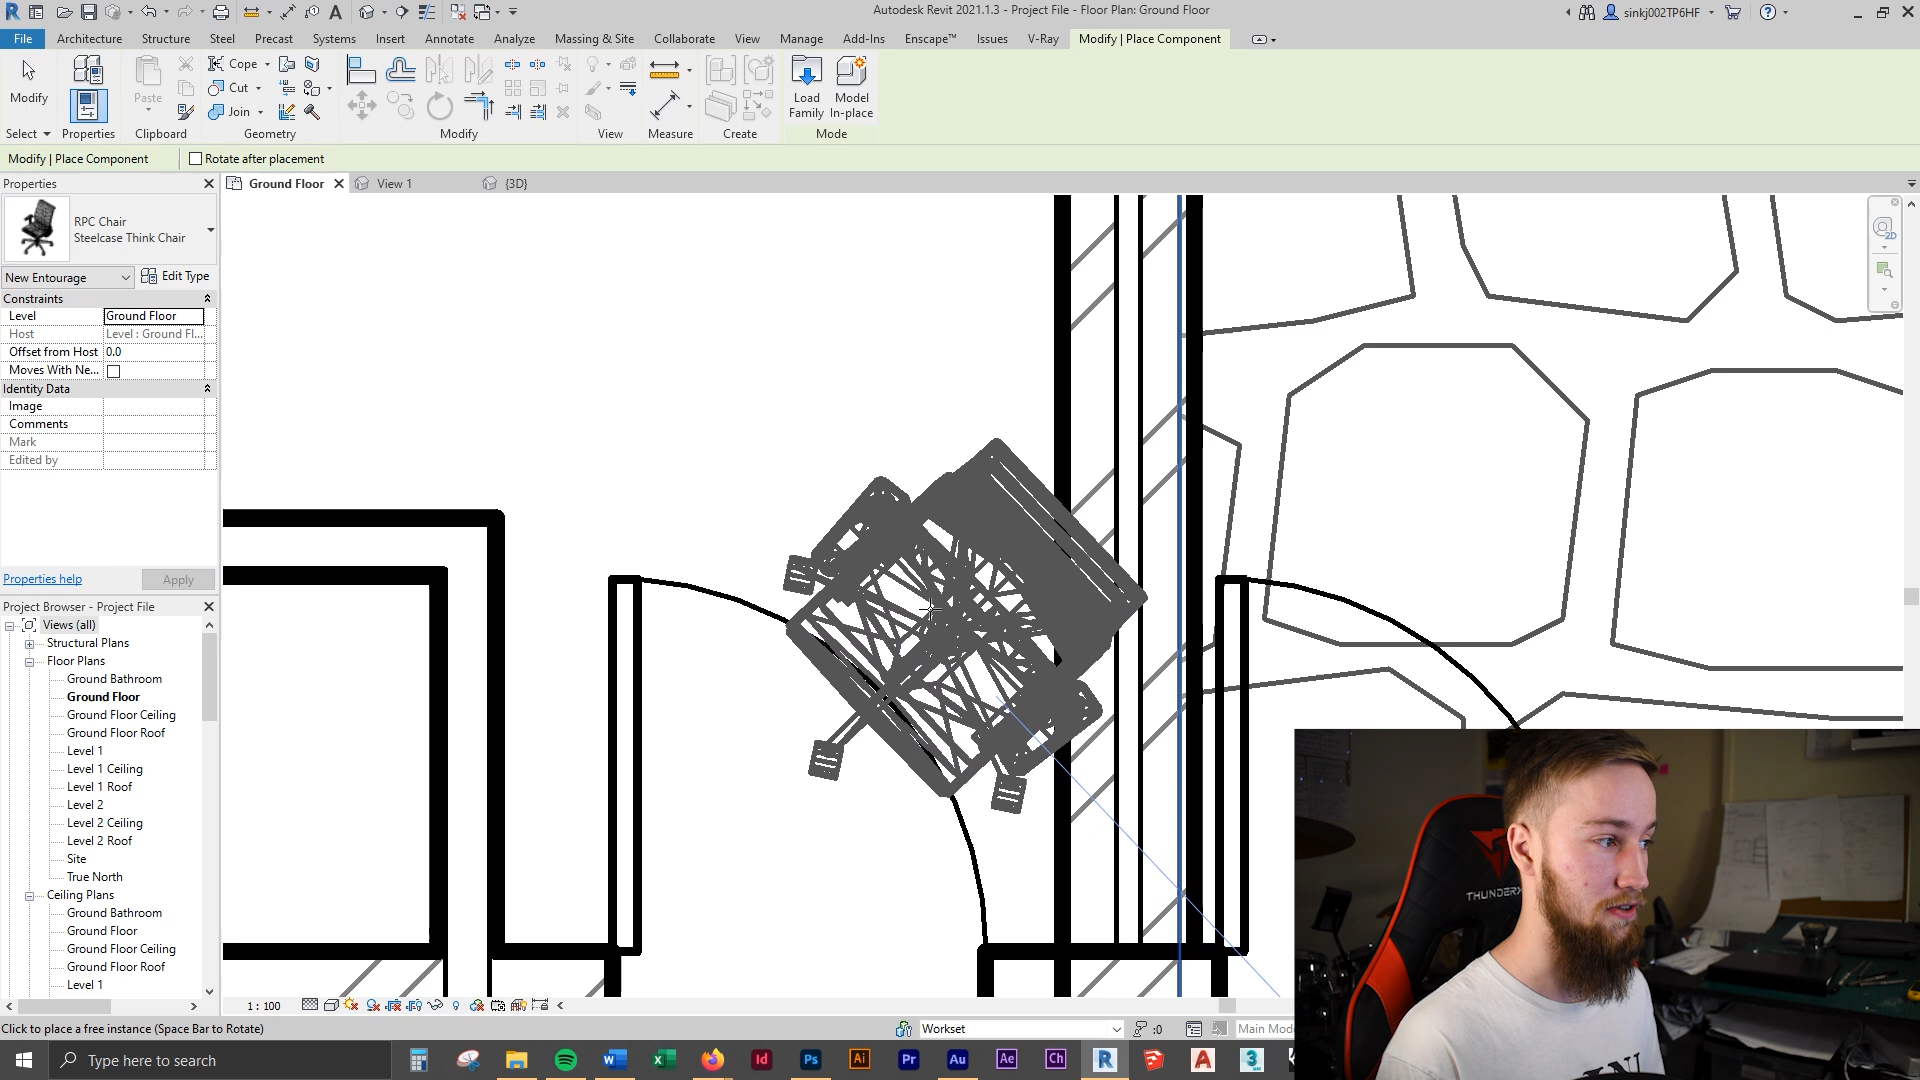 Autodesk Revit 2021.1.3 - Project File - Floor Plan: Ground Floor
sinkj002TP6HF
File Architecture Structure Steel Precast Systems Insert Annotate Analyze Massing & Site Collaborate View Manage Add-Ins Enscape™ Issues V-Ray Modify | Place Component
Modify
Paste
Cope
Cut
Join
Load Family
Model In-place
Select Properties Clipboard Geometry Modify View Measure Create Mode
Modify | Place Component
Rotate after placement
Properties
Ground Floor
View 1
{3D}
RPC Chair
Steelcase Think Chair
New Entourage
Edit Type
Constraints
Level Ground Floor
Host Level : Ground Fl...
Offset from Host 0.0
Moves With Ne...
Identity Data
Image
Comments
Mark
Edited by
Properties help
Apply
Project Browser - Project File
Views (all)
Structural Plans
Floor Plans
Ground Bathroom
Ground Floor
Ground Floor Ceiling
Ground Floor Roof
Level 1
Level 1 Ceiling
Level 1 Roof
Level 2
Level 2 Ceiling
Level 2 Roof
Site
True North
Ceiling Plans
Ground Bathroom
Ground Floor
Ground Floor Ceiling
Ground Floor Roof
Level 1
1 : 100
Click to place a free instance (Space Bar to Rotate)
Workset
:0
Main Mod
Type here to search
THUNDERX